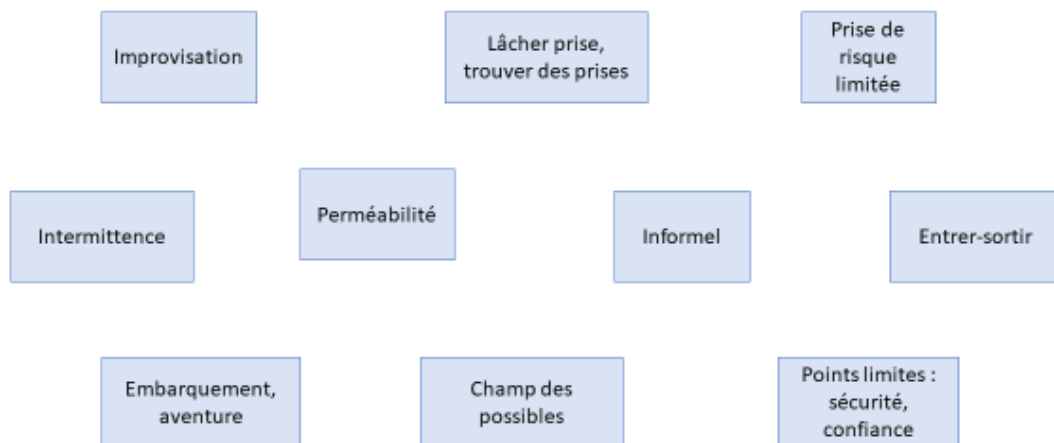 Improvisation
Lâcher prise,
trouver des prises
Prise de
risque
limitée
Intermittence
Perméabilité
Informel
Entrer-sortir
Embarquement,
aventure
Champ des
possibles
Points limites :
sécurité,
confiance